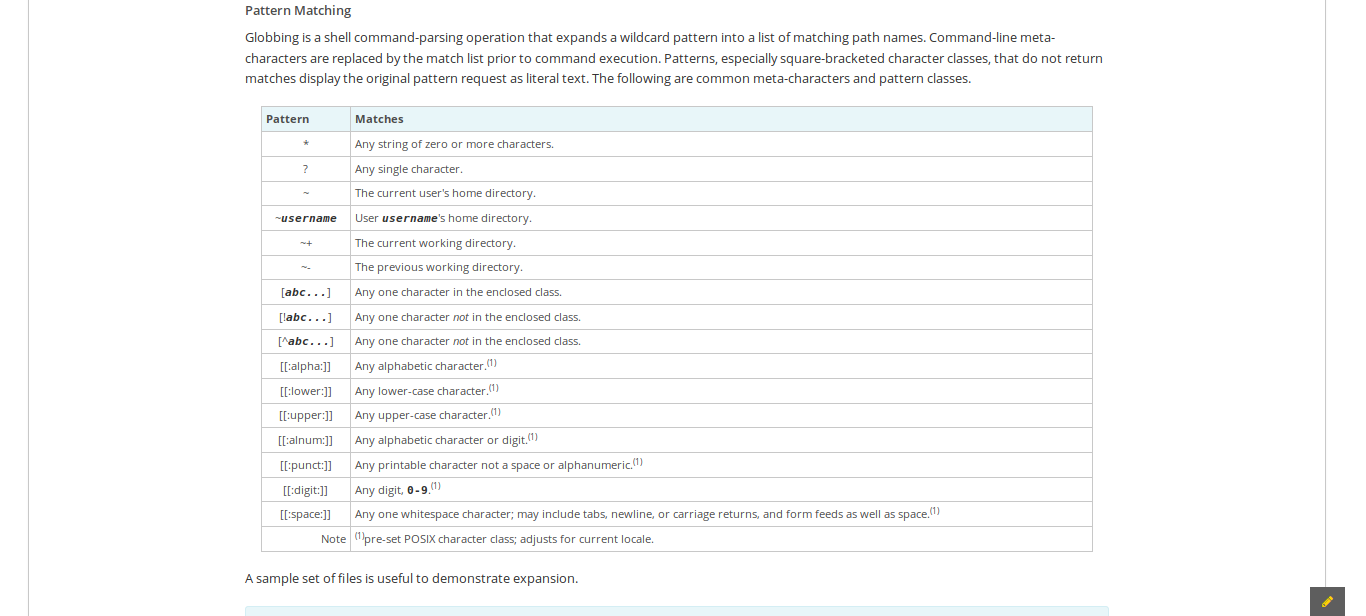 Pattern Matching
Globbing is a shell command-parsing operation that expands a wildcard pattern into a list of matching path names. Command-line meta-
characters are replaced by the match list prior to command execution. Patterns, especially square-bracketed character classes, that do not return
matches display the original pattern request as literal text. The following are common meta-characters and pattern classes.
Pattern Matches
* Any string of zero or more characters.
? Any single character.
~ The current user's home directory.
~username User username's home directory.
~+ The current working directory.
~- The previous working directory.
[abc...] Any one character in the enclosed class.
[!abc...] Any one character not in the enclosed class.
[^abc...] Any one character not in the enclosed class.
[[:alpha:]] Any alphabetic character.(1)
[[:lower:]] Any lower-case character.(1)
[[:upper:]] Any upper-case character.(1)
[[:alnum:]] Any alphabetic character or digit.(1)
[[:punct:]] Any printable character not a space or alphanumeric.(1)
[[:digit:]] Any digit, 0-9.(1)
[[:space:]] Any one whitespace character; may include tabs, newline, or carriage returns, and form feeds as well as space.(1)
Note (1)pre-set POSIX character class; adjusts for current locale.
A sample set of files is useful to demonstrate expansion.